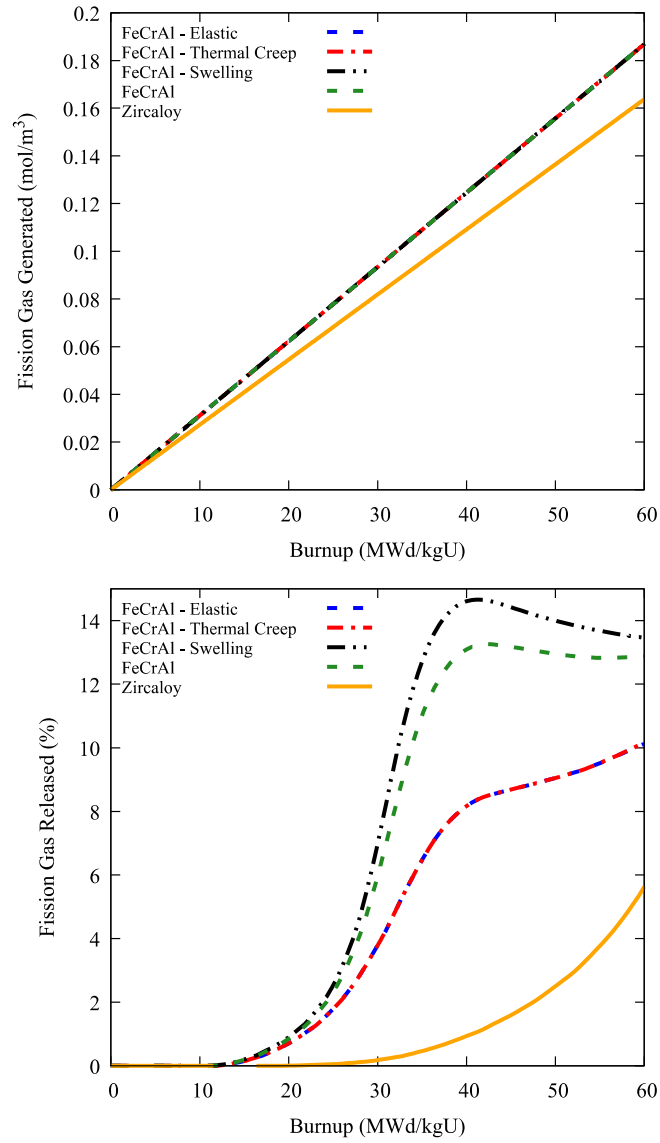 0.2
0.18
0.16
0.14
0.12
0.1
0.08
0.06
0.04
0.02
0
Fission Gas Generated (mol/m³)
FeCrAl - Elastic
FeCrAl - Thermal Creep
FeCrAl - Swelling
FeCrAl
Zircaloy
0 10 20 30 40 50 60
Burnup (MWd/kgU)
14
12
10
8
6
4
2
0
Fission Gas Released (%)
FeCrAl - Elastic
FeCrAl - Thermal Creep
FeCrAl - Swelling
FeCrAl
Zircaloy
0 10 20 30 40 50 60
Burnup (MWd/kgU)